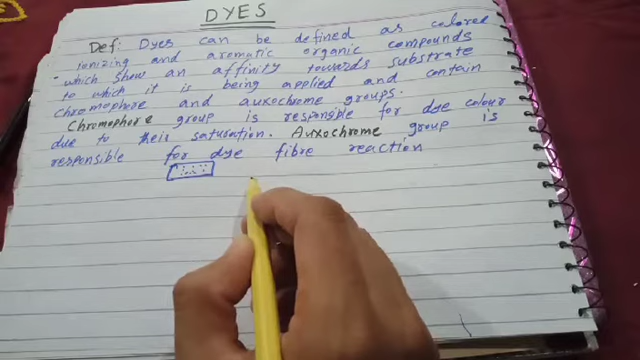 DYES
Def: Dyes can be defined as colored
ionizing and aromatic organic compounds
which show an affinity towards substrate
to which it is being applied and contain
chromophore and auxochrome groups.
Chromophore group is responsible for dye colour
due to their saturation. Auxochrome group is
responsible for dye fibre reaction